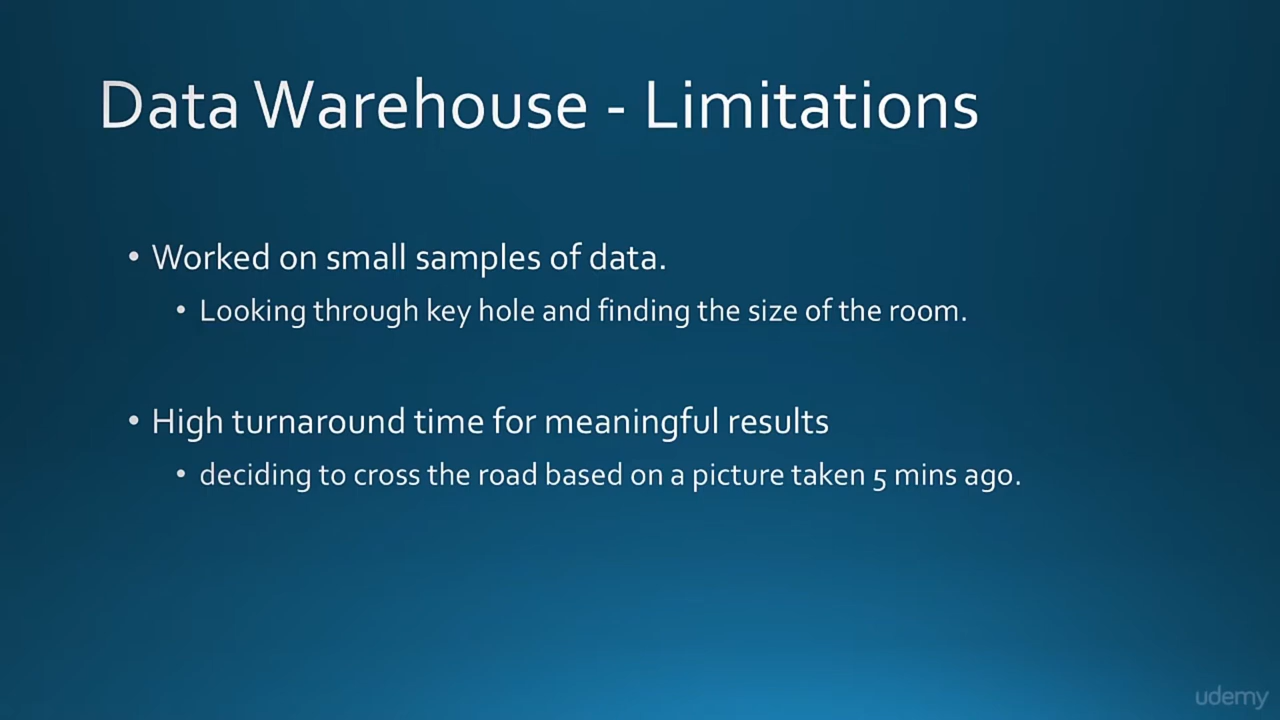 Data Warehouse - Limitations
• Worked on small samples of data.
• Looking through key hole and finding the size of the room.
• High turnaround time for meaningful results
• deciding to cross the road based on a picture taken 5 mins ago.
udemy